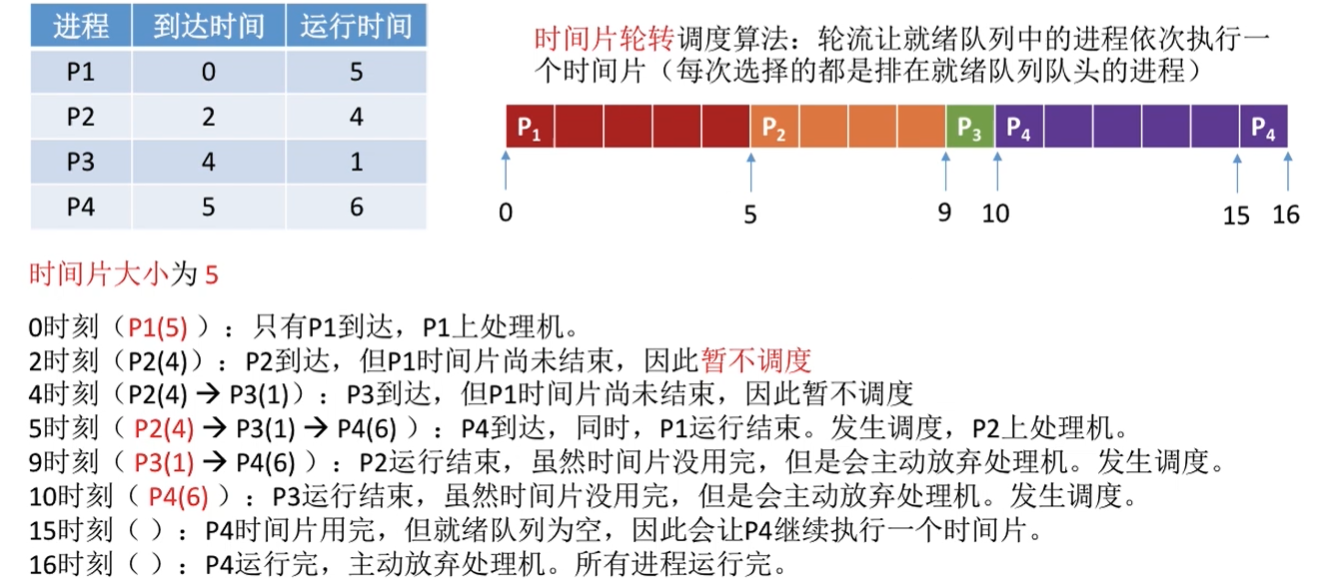 进程 到达时间 运行时间
P1 0 5
P2 2 4
P3 4 1
P4 5 6
时间片轮转调度算法：轮流让就绪队列中的进程依次执行一
个时间片（每次选择的都是排在就绪队列队头的进程）
P₁ P₂ P₃ P₄ P₄
0 5 9 10 15 16
时间片大小为 5
0时刻（P1(5)）：只有P1到达，P1上处理机。
2时刻（P2(4)）：P2到达，但P1时间片尚未结束，因此暂不调度
4时刻（P2(4) → P3(1)）：P3到达，但P1时间片尚未结束，因此暂不调度
5时刻（ P2(4) → P3(1) → P4(6) ）：P4到达，同时，P1运行结束。发生调度，P2上处理机。
9时刻（ P3(1) → P4(6) ）：P2运行结束，虽然时间片没用完，但是会主动放弃处理机。发生调度。
10时刻（ P4(6) ）：P3运行结束，虽然时间片没用完，但是会主动放弃处理机。发生调度。
15时刻（ ）：P4时间片用完，但就绪队列为空，因此会让P4继续执行一个时间片。
16时刻（ ）：P4运行完，主动放弃处理机。所有进程运行完。